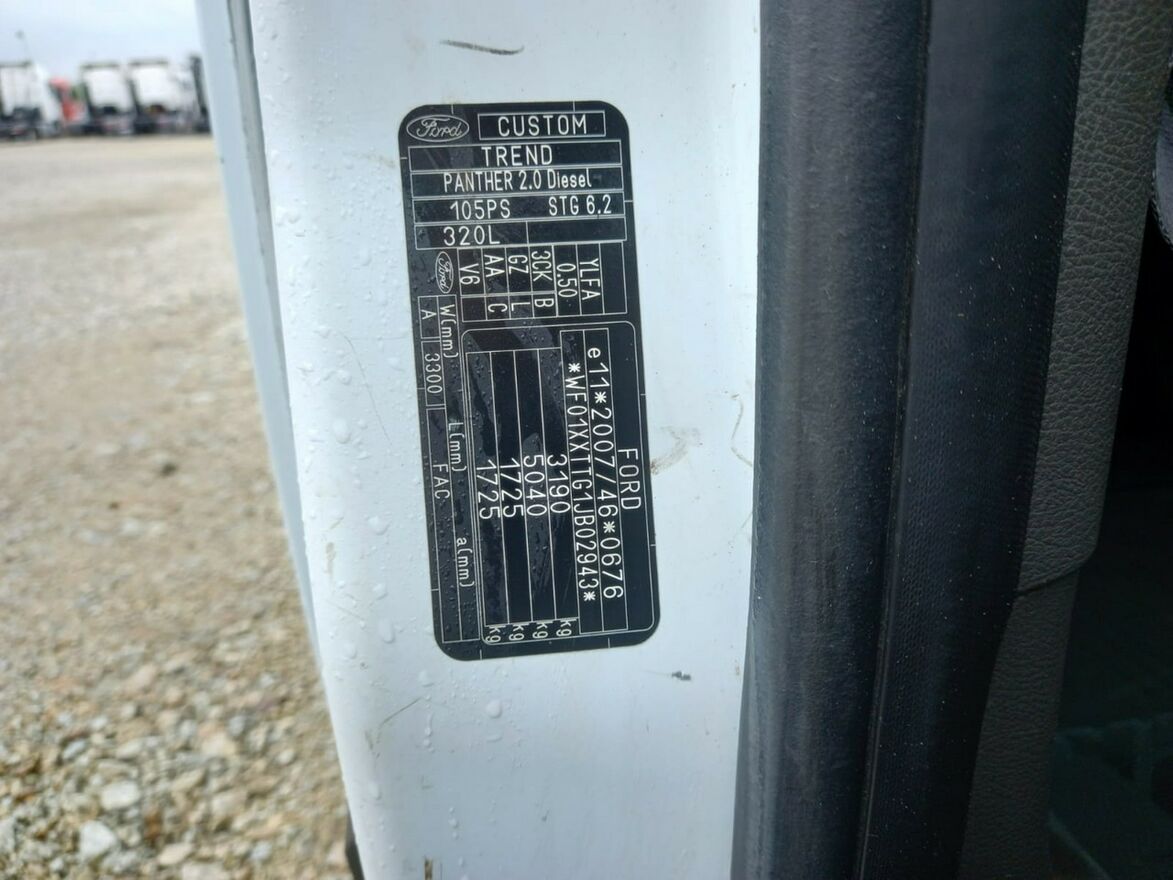 Ford CUSTOM
TREND
PANTHER 2.0 Diesel
105PS STG 6.2
320L
Ford
V6
AA C
GZ L
3CK B
0.50
YLFA
W(mm) L(mm) a(mm)
A 3300 FAC
FORD
e11*2007/46*0676
*WF01XXTTG1JB02943*
3190 kg
5040 kg
1725 kg
1725 kg